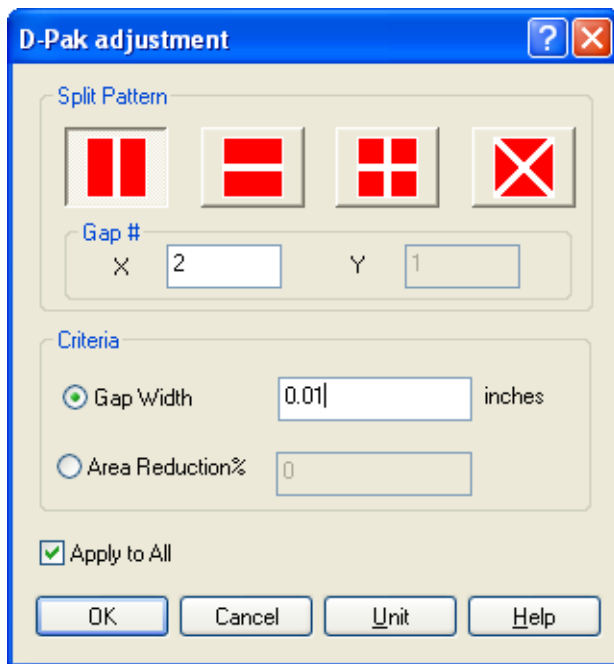 D-Pak adjustment ?
Split Pattern
Gap #
X 2 Y 1
Criteria
Gap Width 0.01 inches
Area Reduction% 0
Apply to All
OK Cancel Unit Help